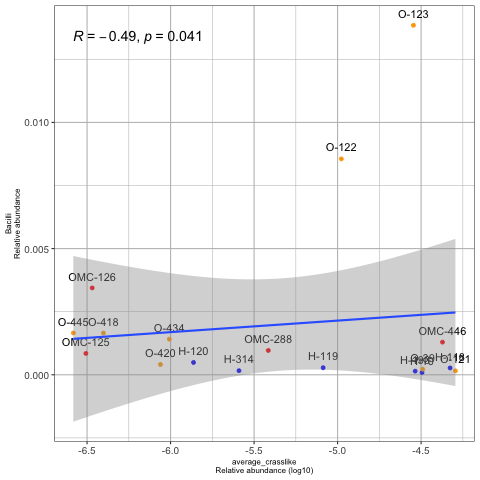 O-123
R = −0.49, p = 0.041
0.010
O-122
Bacilli
Relative abundance
0.005
OMC-126
O-445
O-418
O-434
OMC-446
OMC-125
OMC-288
O-420
H-120
H-119
H-314
0.000
-6.5
-6.0
-5.5
-5.0
-4.5
average_crasslike
Relative abundance (log10)